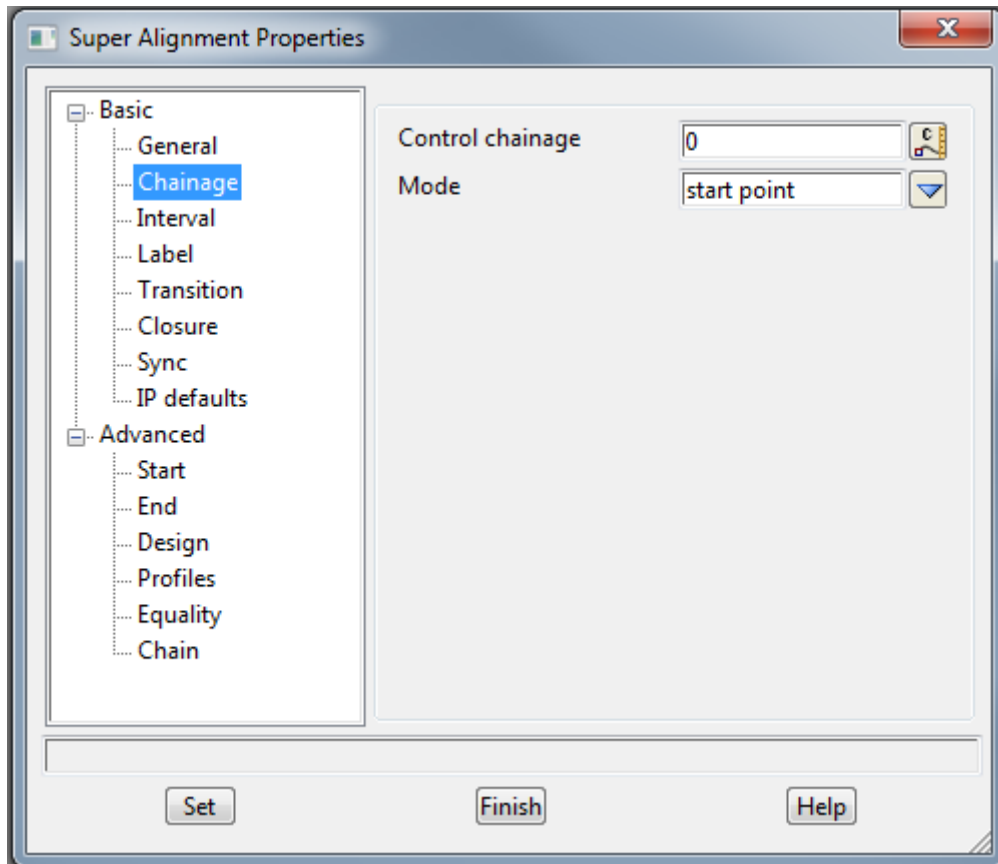 Super Alignment Properties
Basic
General
Chainage
Interval
Label
Transition
Closure
Sync
IP defaults
Advanced
Start
End
Design
Profiles
Equality
Chain
Control chainage 0 C
Mode start point
Set Finish Help